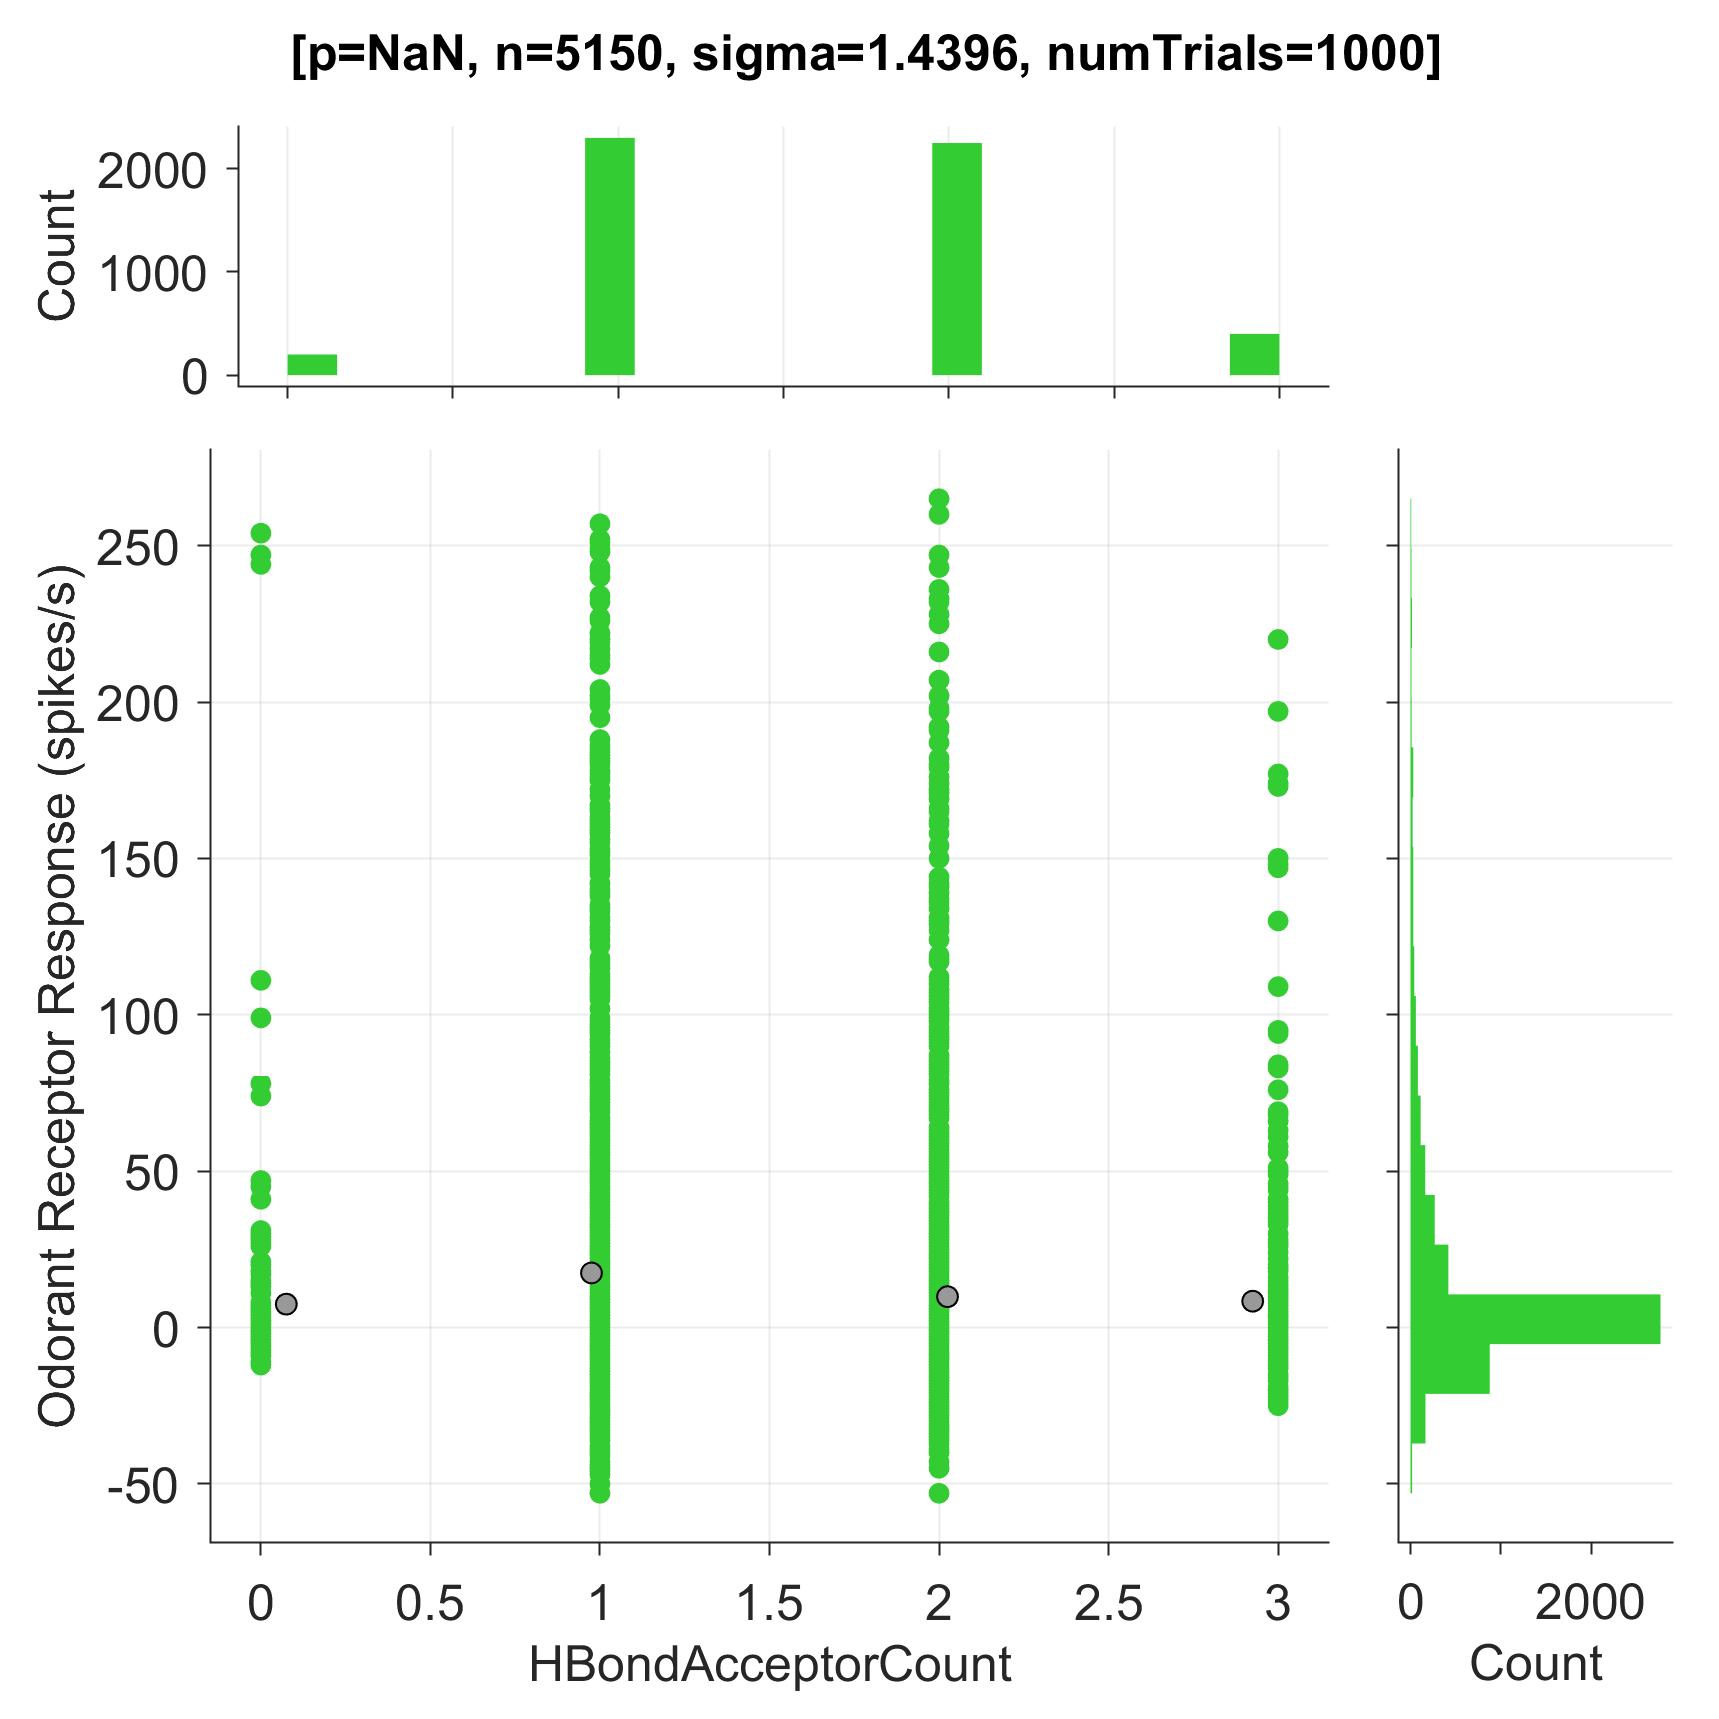 [p=NaN, n=5150, sigma=1.4396, numTrials=1000]
Count
2000
1000
0
Odorant Receptor Response (spikes/s)
250
200
150
100
50
0
-50
0 0.5 1 1.5 2 2.5 3
HBondAcceptorCount
0 2000
Count